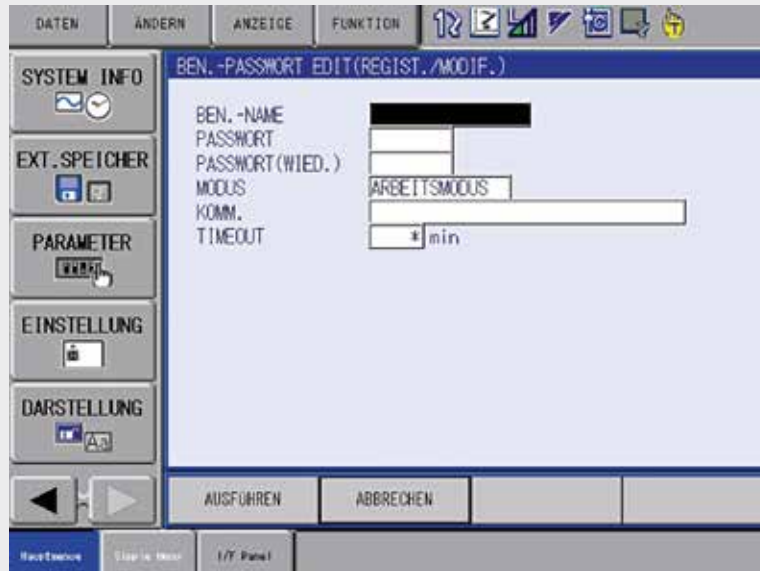 DATEN ÄNDERN ANZEIGE FUNKTION
SYSTEM INFO
EXT.SPEICHER
PARAMETER
EINSTELLUNG
DARSTELLUNG
BEN.-PASSWORT EDIT(REGIST./MODIF.)
BEN.-NAME
PASSWORT
PASSWORT(WIED.)
MODUS ARBEITSMODUS
KOMM.
TIMEOUT * min
AUSFÜHREN ABBRECHEN
Hauptmenue I/F Panel